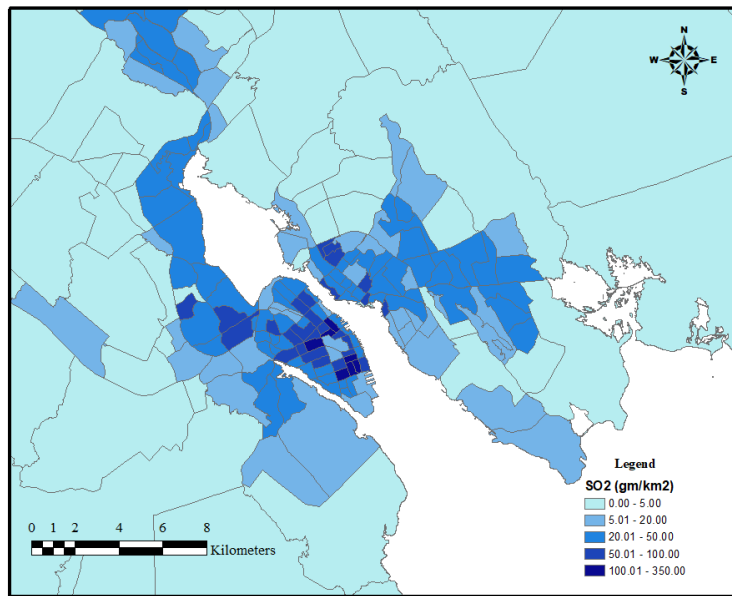 N
W E
S
Legend
SO2 (gm/km2)
0.00 - 5.00
5.01 - 20.00
20.01 - 50.00
50.01 - 100.00
100.01 - 350.00
0 1 2 4 6 8
Kilometers